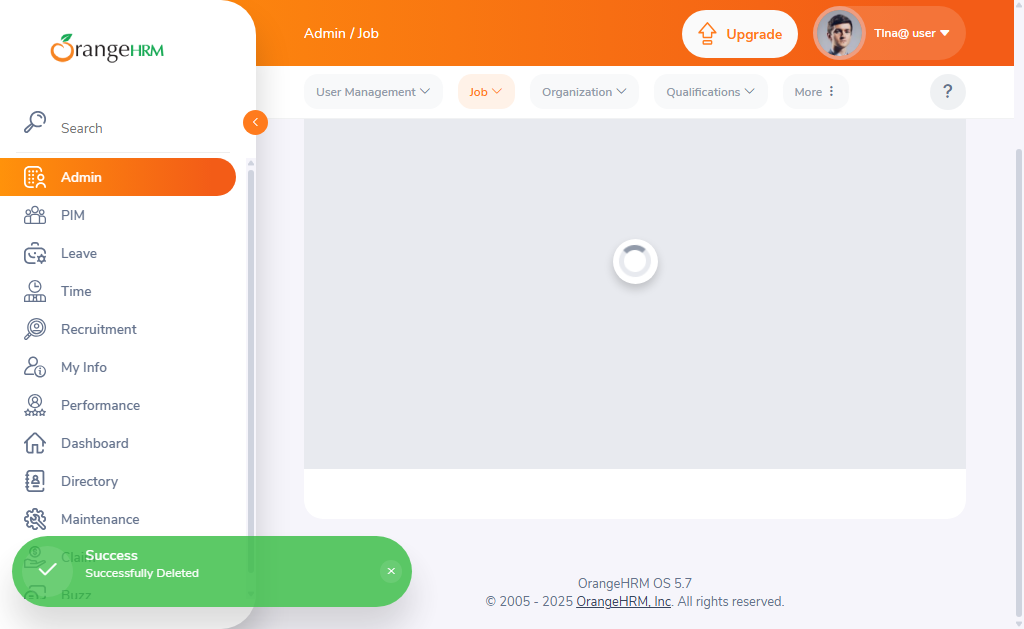 OrangeHRM
Admin / Job
Upgrade
TIna@ user
User Management
Job
Organization
Qualifications
More
?
Search
Admin
PIM
Leave
Time
Recruitment
My Info
Performance
Dashboard
Directory
Maintenance
Claim
Buzz
Success
Successfully Deleted
OrangeHRM OS 5.7
© 2005 - 2025 OrangeHRM, Inc. All rights reserved.